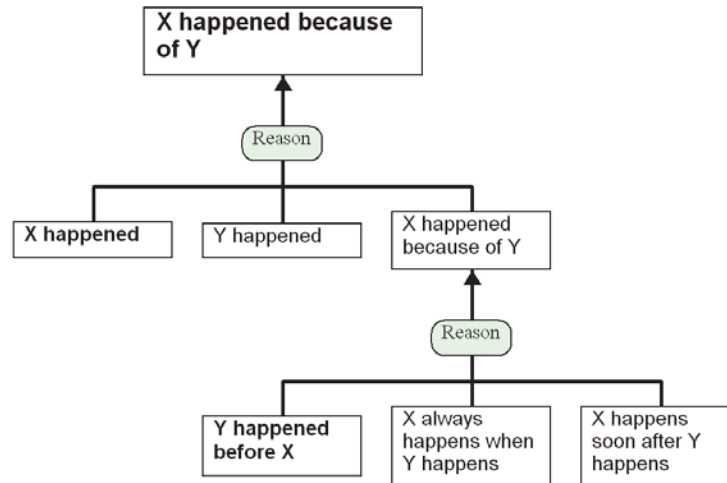 X happened because
of Y
Reason
X happened
Y happened
X happened
because of Y
Reason
Y happened
before X
X always
happens when
Y happens
X happens
soon after Y
happens